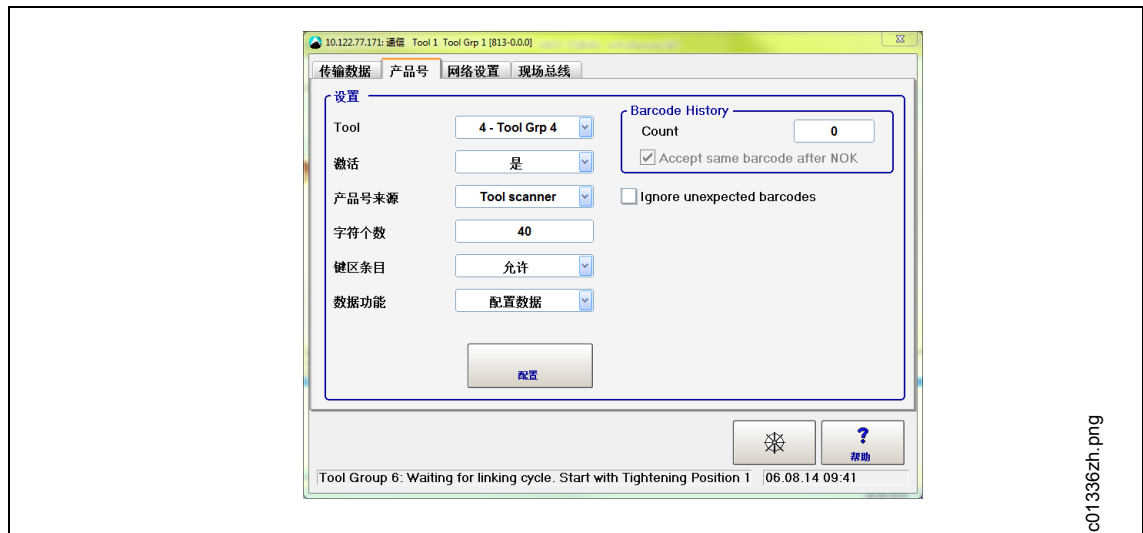 10.122.77.171: 通信 Tool 1 Tool Grp 1 [813-0.0.0]
传输数据 产品号 网络设置 现场总线
设置
Tool 4 - Tool Grp 4
激活 是
产品号来源 Tool scanner
字符个数 40
键区条目 允许
数据功能 配置数据
配置
Barcode History
Count 0
Accept same barcode after NOK
Ignore unexpected barcodes
? 
帮助
Tool Group 6: Waiting for linking cycle. Start with Tightening Position 1 06.08.14 09:41
c01336zh.png